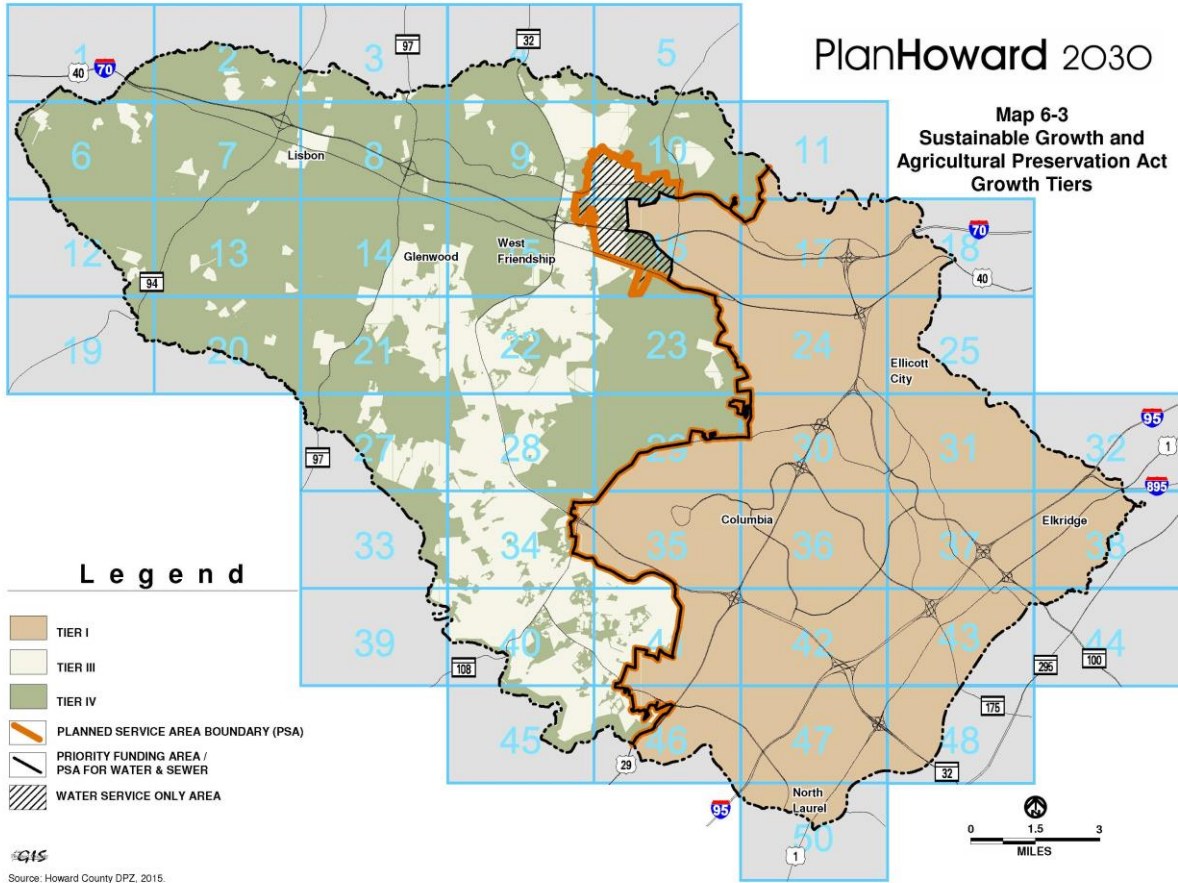 PlanHoward 2030
Map 6-3
Sustainable Growth and
Agricultural Preservation Act
Growth Tiers
1
2
3
5
97
32
40
70
6
7
8
9
10
11
Lisbon
12
13
14
15
16
17
18
Glenwood
West
Friendship
70
40
94
19
20
21
22
23
24
25
Ellicott
City
27
28
29
30
31
32
95
1
895
97
33
34
35
36
37
38
Columbia
Elkridge
39
40
42
43
44
108
295
100
175
45
46
47
48
29
32
95
North
Laurel
50
1
Legend
TIER I
TIER III
TIER IV
PLANNED SERVICE AREA BOUNDARY (PSA)
PRIORITY FUNDING AREA /
PSA FOR WATER & SEWER
WATER SERVICE ONLY AREA
0 1.5 3
MILES
GIS
Source: Howard County DPZ, 2015.